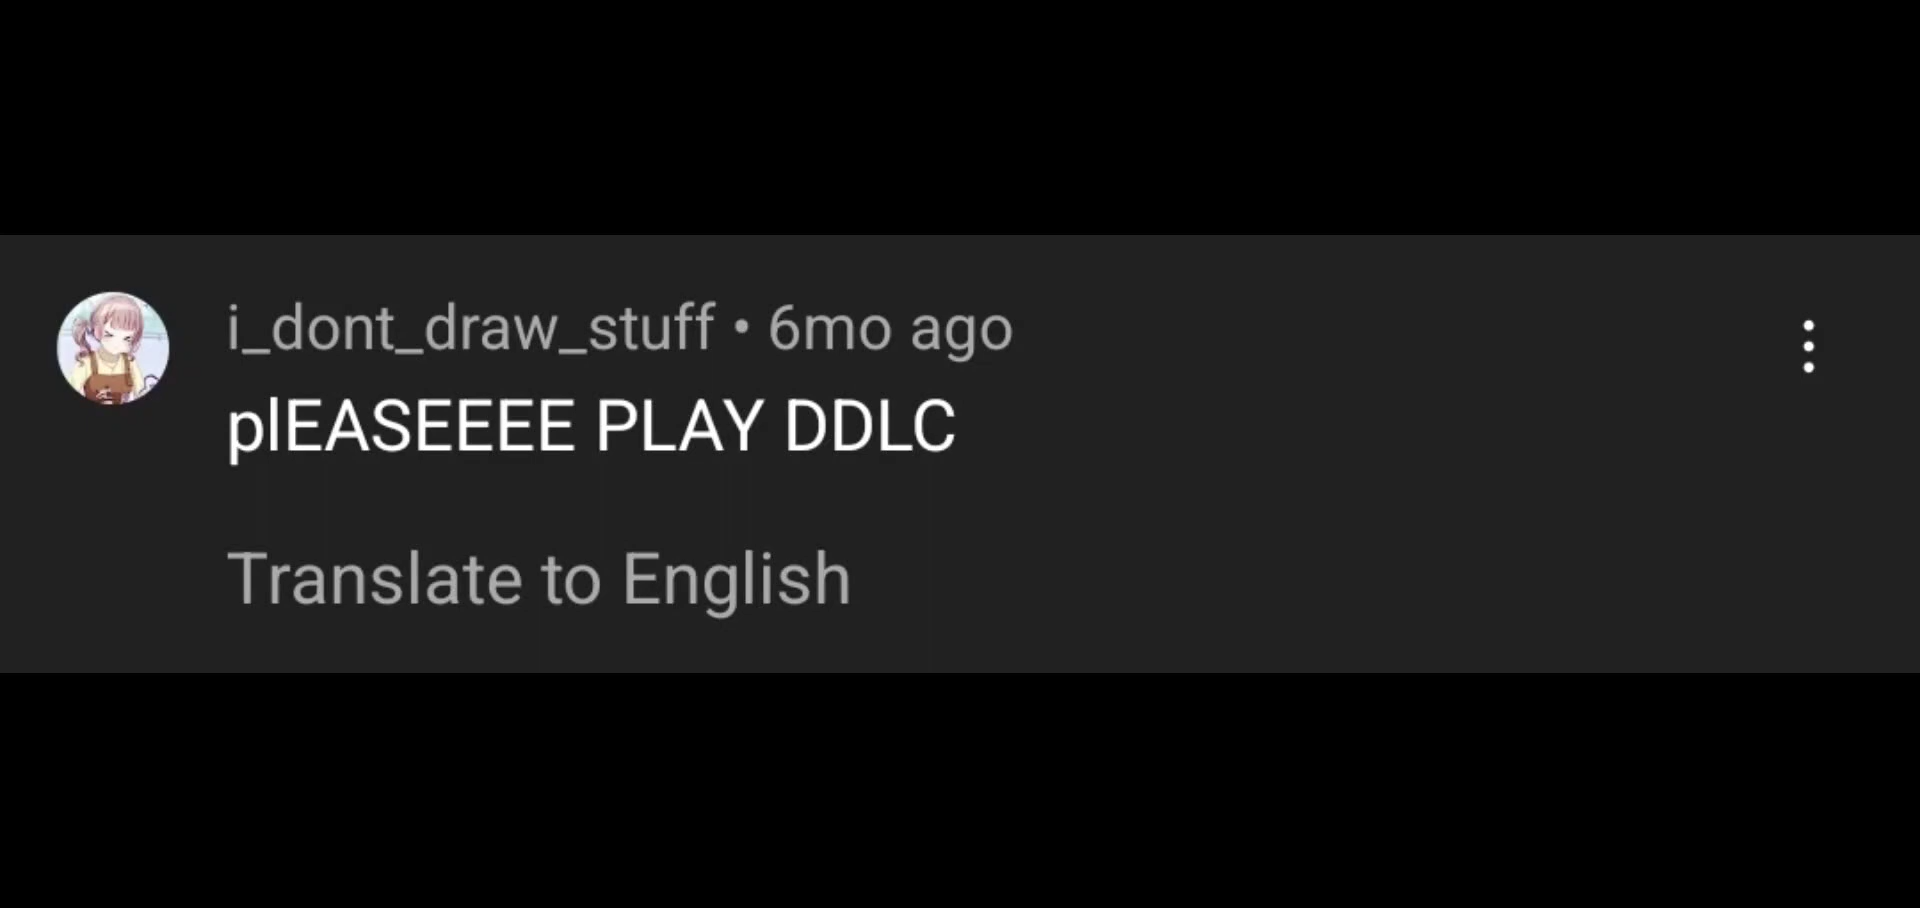 i_dont_draw_stuff • 6mo ago
plEASEEEE PLAY DDLC
Translate to English